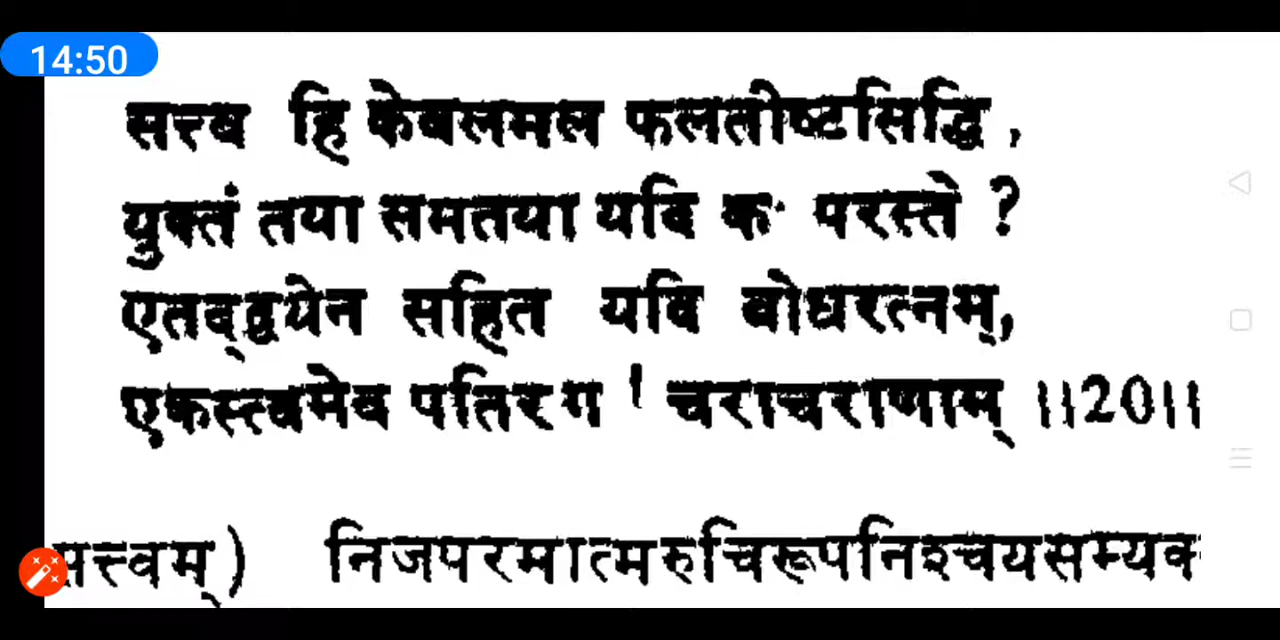 14:50
सत्त्व हि केवलमल फलतीष्टसिद्धि,
युक्तं तया समतया यदि क परस्ते ?
एतद्द्वयेन सहित यदि बोधरत्नम्,
एकस्त्वमेव पतिरग ! चराचराणाम् ।।20।।
सत्त्वम्) निजपरमात्मरुचिरूपनिश्चयसम्यक